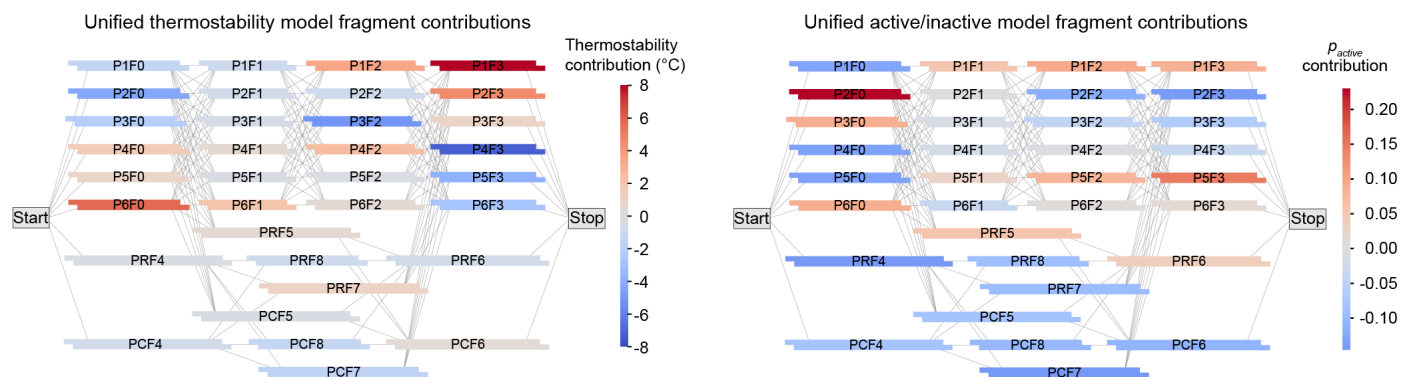 Unified thermostability model fragment contributions
Thermostability
contribution (°C)
P1F0 P1F1 P1F2 P1F3
P2F0 P2F1 P2F2 P2F3
P3F0 P3F1 P3F2 P3F3
P4F0 P4F1 P4F2 P4F3
P5F0 P5F1 P5F2 P5F3
P6F0 P6F1 P6F2 P6F3
Start Stop
PRF5
PRF4 PRF8 PRF6
PRF7
PCF5
PCF4 PCF8 PCF6
PCF7
8
6
4
2
0
-2
-4
-6
-8
Unified active/inactive model fragment contributions
pactive
contribution
P1F0 P1F1 P1F2 P1F3
P2F0 P2F1 P2F2 P2F3
P3F0 P3F1 P3F2 P3F3
P4F0 P4F1 P4F2 P4F3
P5F0 P5F1 P5F2 P5F3
P6F0 P6F1 P6F2 P6F3
Start Stop
PRF5
PRF4 PRF8 PRF6
PRF7
PCF5
PCF4 PCF8 PCF6
PCF7
0.20
0.15
0.10
0.05
0.00
-0.05
-0.10